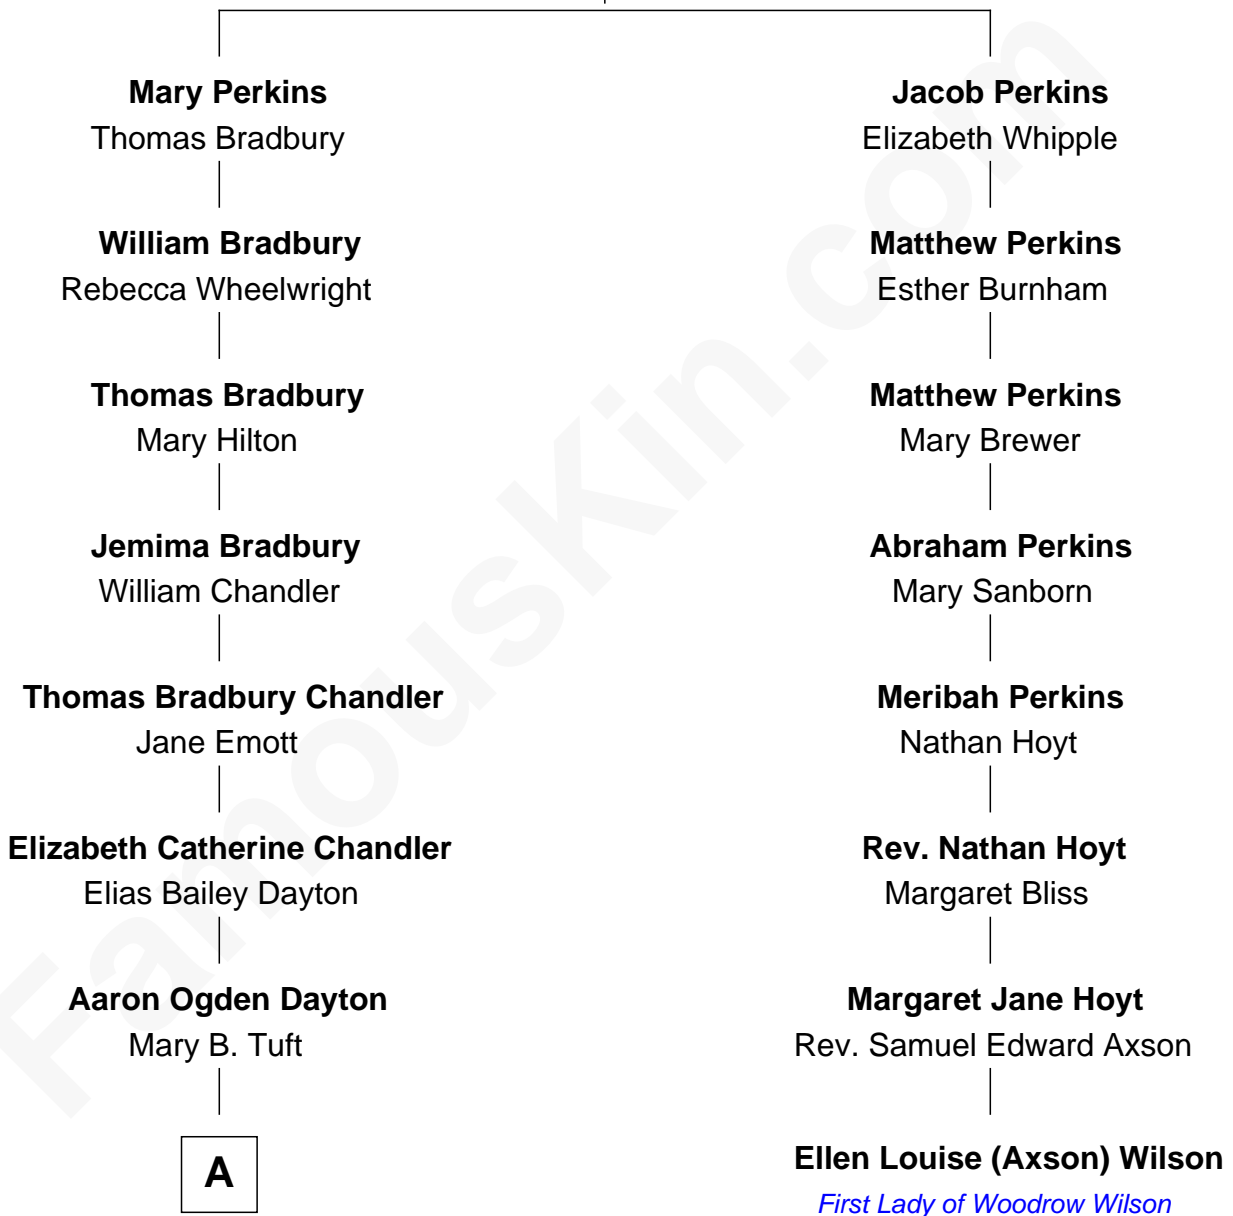 Mary Perkins
Thomas Bradbury
Jacob Perkins
Elizabeth Whipple
William Bradbury
Rebecca Wheelwright
Matthew Perkins
Esther Burnham
Thomas Bradbury
Mary Hilton
Matthew Perkins
Mary Brewer
Jemima Bradbury
William Chandler
Abraham Perkins
Mary Sanborn
Thomas Bradbury Chandler
Jane Emott
Meribah Perkins
Nathan Hoyt
Elizabeth Catherine Chandler
Elias Bailey Dayton
Rev. Nathan Hoyt
Margaret Bliss
Aaron Ogden Dayton
Mary B. Tuft
Margaret Jane Hoyt
Rev. Samuel Edward Axson
A
Ellen Louise (Axson) Wilson
First Lady of Woodrow Wilson
FamousKin.com